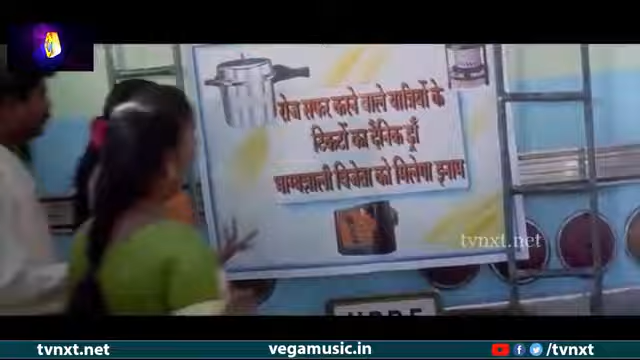 रोज सफर करने वाले यात्रियों के
टिकटों का दैनिक ड्रॉ
भाग्यशाली विजेता को मिलेगा इनाम
tvnxt.net
tvnxt.net
vegamusic.in
/tvnxt